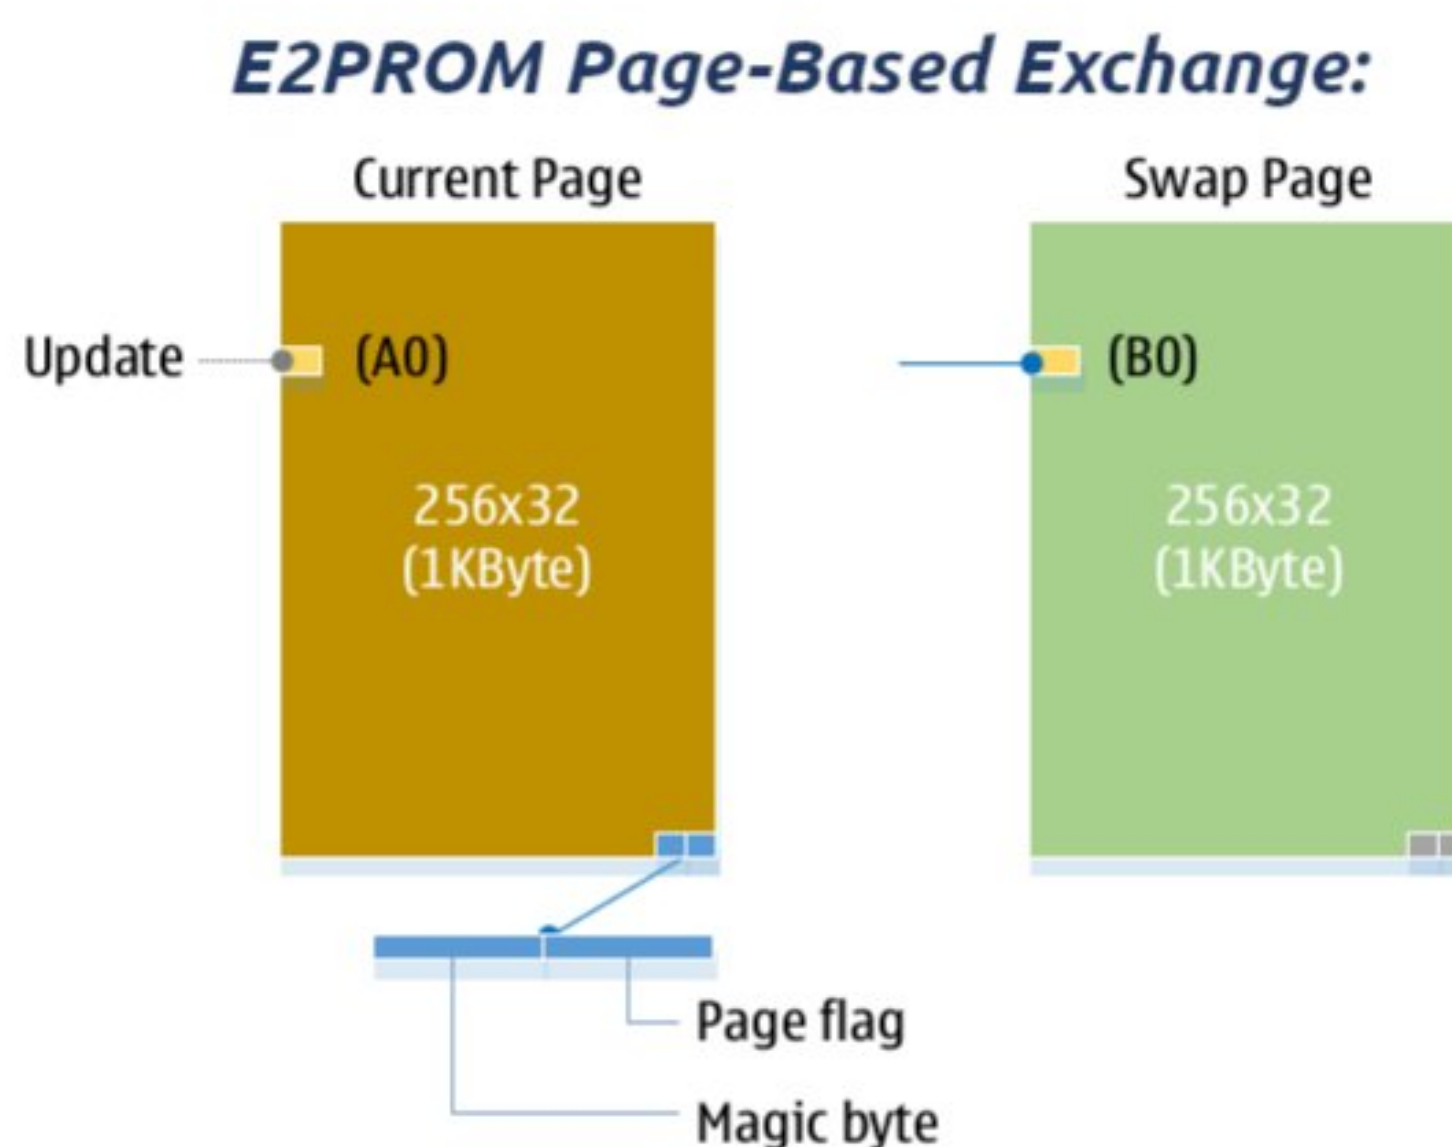 E2PROM Page-Based Exchange:
Current Page
Swap Page
Update
(A0)
(B0)
256x32
(1KByte)
256x32
(1KByte)
Page flag
Magic byte